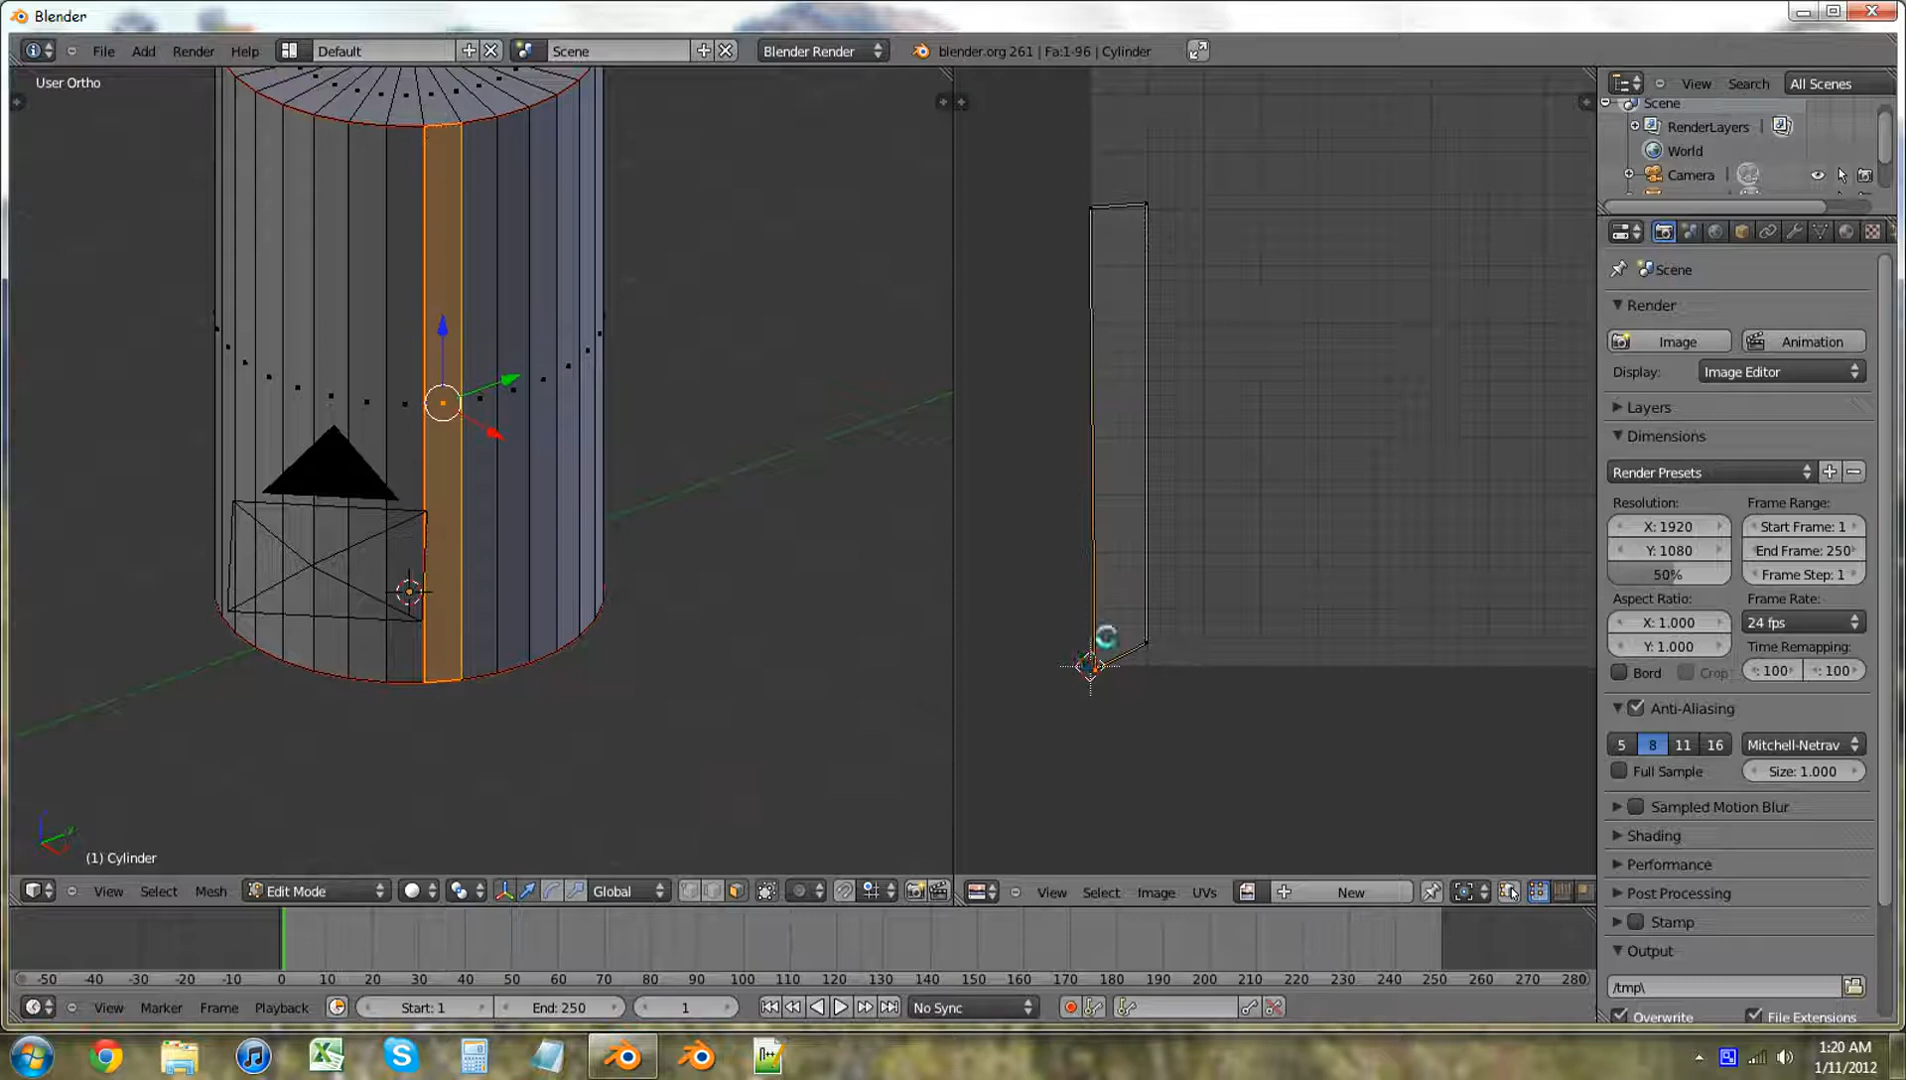 Blender
File Add Render Help Default Scene Blender Render blender.org 261 | Fa:1-96 | Cylinder
User Ortho
View Search All Scenes
Scene
RenderLayers
World
Camera
Scene
Render
Image Animation
Display: Image Editor
Layers
Dimensions
Render Presets
Resolution: Frame Range:
X: 1920 Start Frame: 1
Y: 1080 End Frame: 250
50% Frame Step: 1
Aspect Ratio: Frame Rate:
X: 1.000 24 fps
Y: 1.000 Time Remapping:
Bord Crop : 100 : 100
Anti-Aliasing
5 8 11 16 Mitchell-Netrav
Full Sample Size: 1.000
Sampled Motion Blur
Shading
Performance
Post Processing
Stamp
Output
/tmp\
Overwrite File Extensions
(1) Cylinder
View Select Mesh Edit Mode Global
View Select Image UVs New
-50 -40 -30 -20 -10 0 10 20 30 40 50 60 70 80 90 100 110 120 130 140 150 160 170 180 190 200 210 220 230 240 250 260 270 280
View Marker Frame Playback Start: 1 End: 250 1 No Sync
1:20 AM
1/11/2012